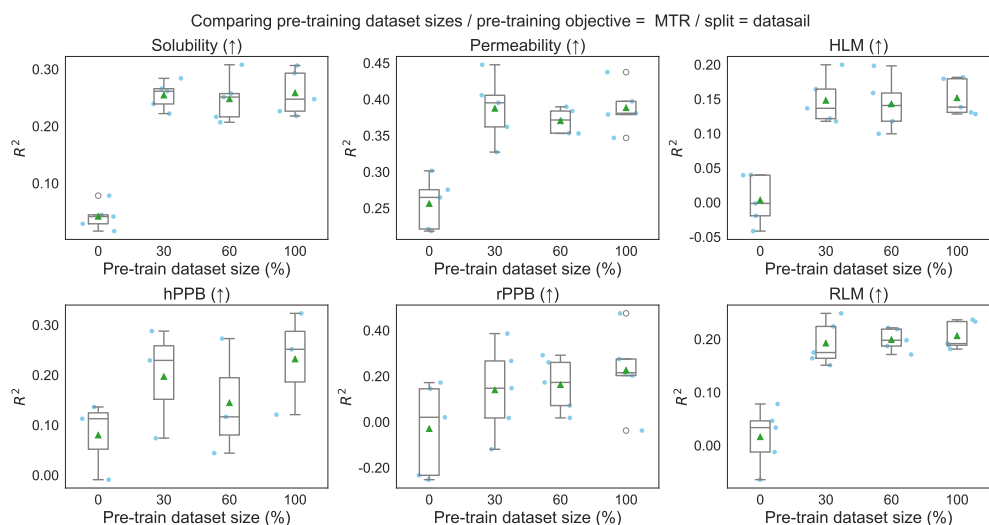 Comparing pre-training dataset sizes / pre-training objective = MTR / split = datasail
Solubility (↑)
Permeability (↑)
HLM (↑)
R²
0.30
0.20
0.10
0
30
60
100
Pre-train dataset size (%)
R²
0.45
0.40
0.35
0.30
0.25
0
30
60
100
Pre-train dataset size (%)
R²
0.20
0.15
0.10
0.05
0.00
-0.05
0
30
60
100
Pre-train dataset size (%)
hPPB (↑)
rPPB (↑)
RLM (↑)
R²
0.30
0.20
0.10
0.00
0
30
60
100
Pre-train dataset size (%)
R²
0.40
0.20
0.00
-0.20
0
30
60
100
Pre-train dataset size (%)
R²
0.20
0.10
0.00
0
30
60
100
Pre-train dataset size (%)